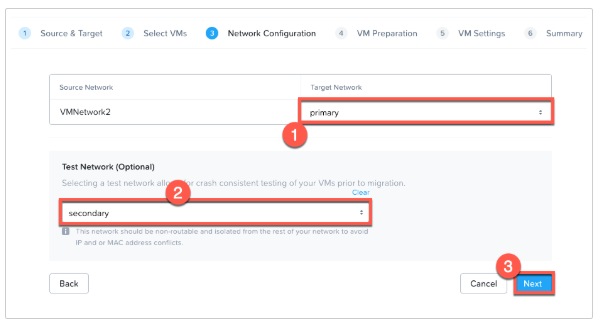 1 Source & Target 2 Select VMs 3 Network Configuration 4 VM Preparation 5 VM Settings 6 Summary
Source Network Target Network
VMNetwork2 primary
1
Test Network (Optional)
Selecting a test network allows for crash consistent testing of your VMs prior to migration.
2
Clear
secondary
This network should be non-routable and isolated from the rest of your network to avoid
IP and or MAC address conflicts.
3
Back Cancel Next